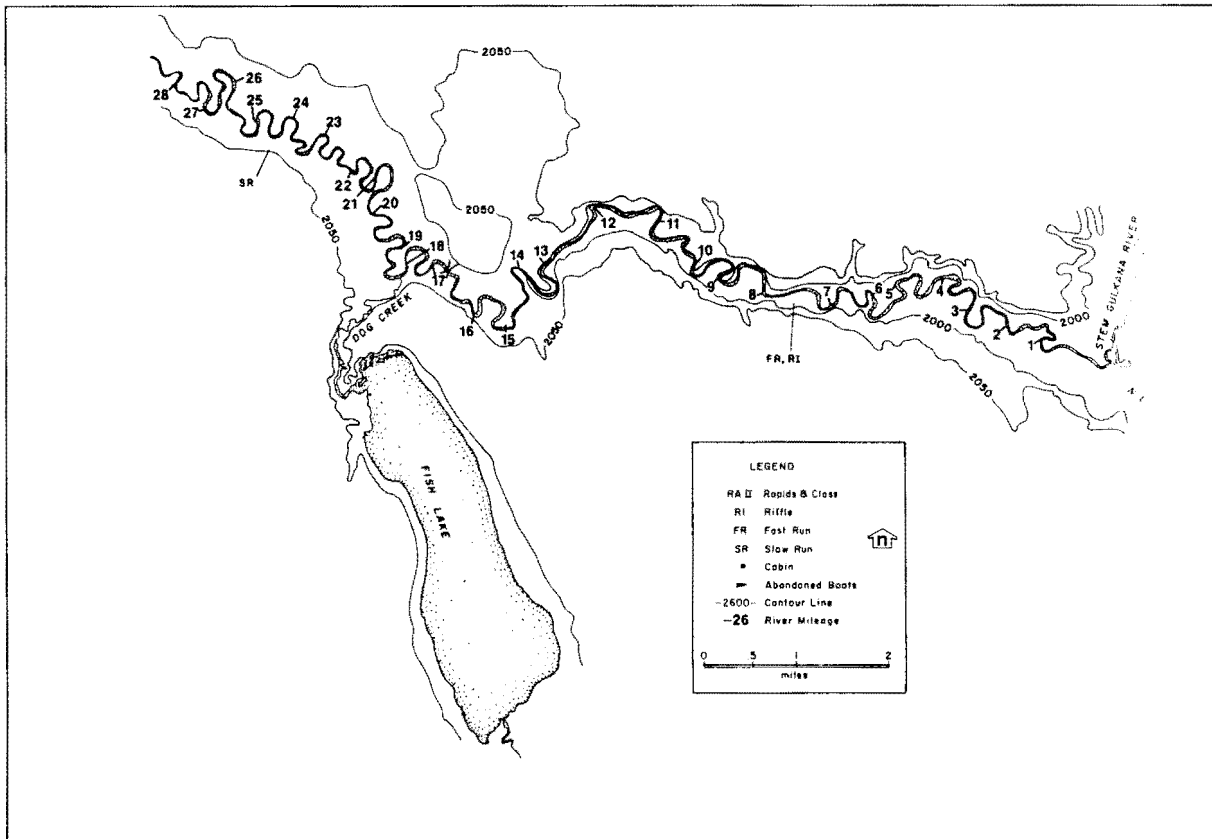 2050
26
28
25
24
27
23
SR
22
21
20
2050
2050
19
18
17
12
11
13
14
10
9
8
7
6
5
4
3
2
1
16
15
2050
2000
2000
2050
FR, RI
STEM GULKANA RIVER
DOG CREEK
FISH LAKE
LEGEND
RA II Rapids & Class
RI Riffle
FR Fast Run
SR Slow Run
Cabin
Abandoned Boats
-2600- Contour Line
-26 River Mileage
n
0 .5 1 2
miles